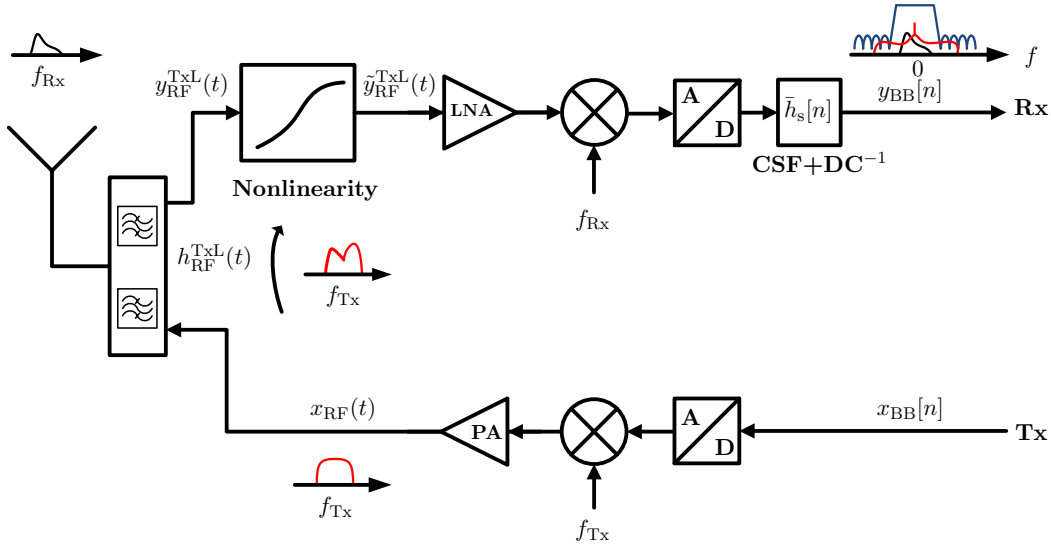 f_Rx
y_RF^TxL(t)
ỹ_RF^TxL(t)
LNA
A
D
h̄_s[n]
0
f
y_BB[n]
Rx
CSF+DC⁻¹
Nonlinearity
f_Rx
h_RF^TxL(t)
f_Tx
x_RF(t)
PA
A
D
x_BB[n]
Tx
f_Tx
f_Tx